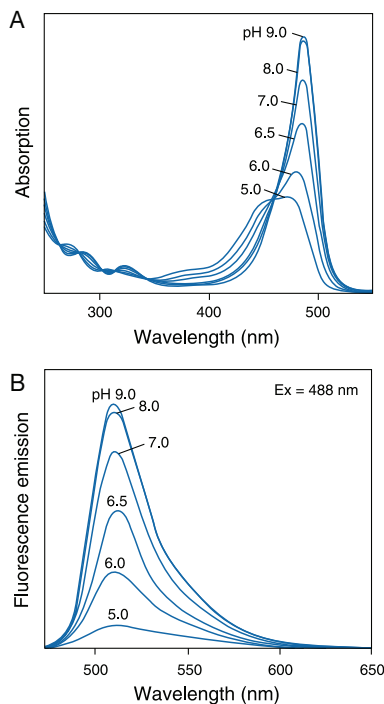 A
Absorption
pH 9.0
8.0
7.0
6.5
6.0
5.0
300
400
500
Wavelength (nm)
B
Fluorescence emission
Ex = 488 nm
pH 9.0
8.0
7.0
6.5
6.0
5.0
500
550
600
650
Wavelength (nm)